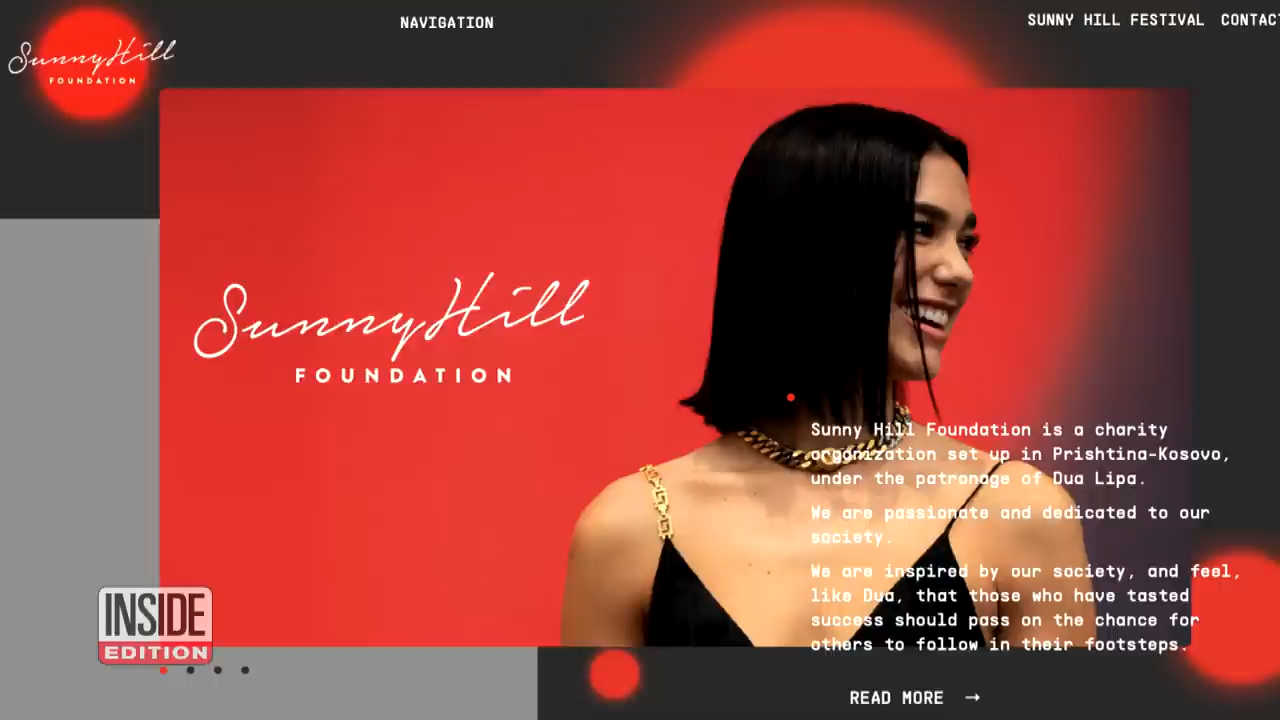 NAVIGATION
SUNNY HILL FESTIVAL CONTACT
Sunny Hill
FOUNDATION
Sunny Hill
FOUNDATION
Sunny Hill Foundation is a charity
organization set up in Prishtina-Kosovo,
under the patronage of Dua Lipa.
We are passionate and dedicated to our
society.
We are inspired by our society, and feel,
like Dua, that those who have tasted
success should pass on the chance for
others to follow in their footsteps.
READ MORE →
INSIDE
EDITION